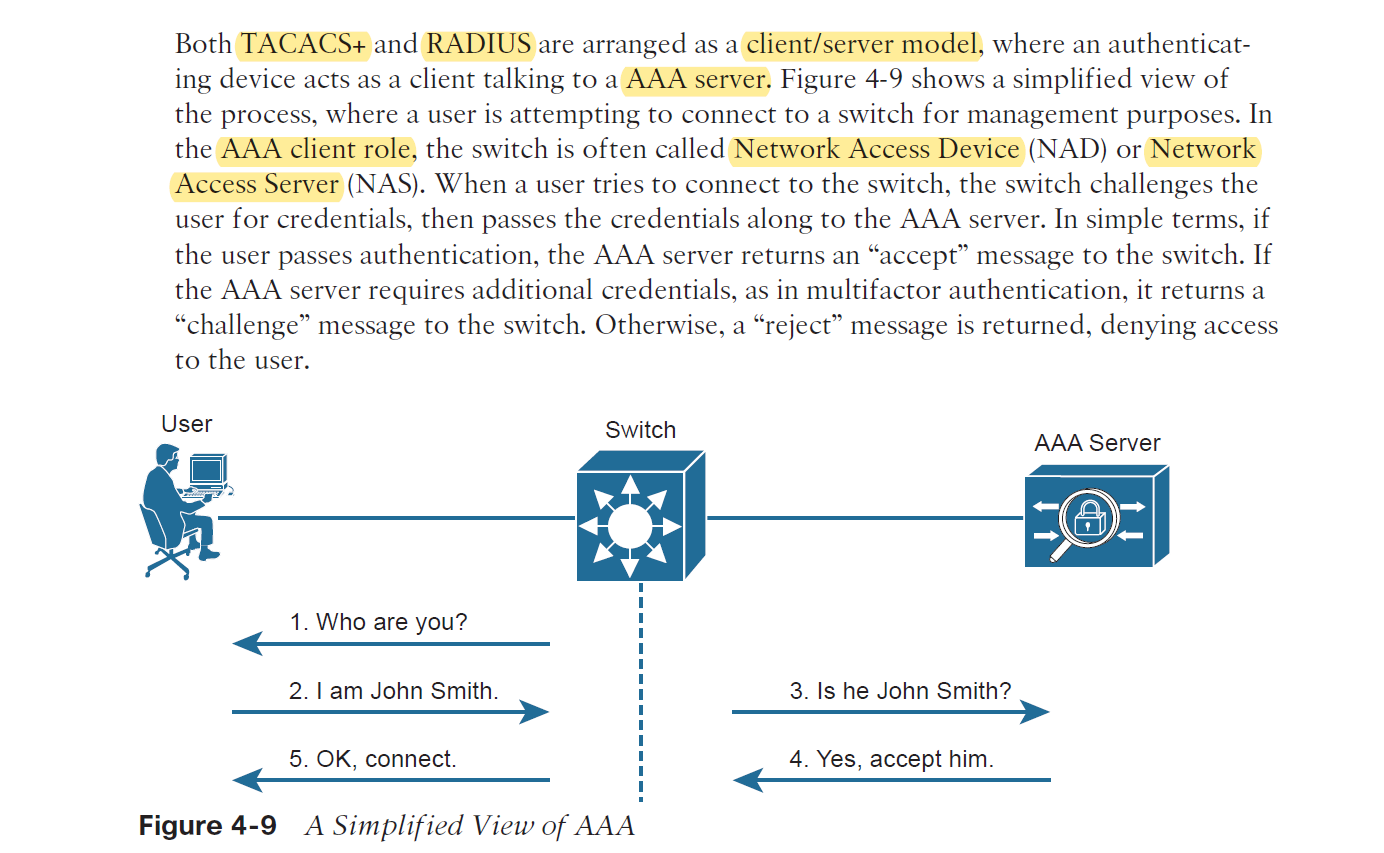 Both TACACS+ and RADIUS are arranged as a client/server model, where an authenticat-
ing device acts as a client talking to a AAA server. Figure 4-9 shows a simplified view of
the process, where a user is attempting to connect to a switch for management purposes. In
the AAA client role, the switch is often called Network Access Device (NAD) or Network
Access Server (NAS). When a user tries to connect to the switch, the switch challenges the
user for credentials, then passes the credentials along to the AAA server. In simple terms, if
the user passes authentication, the AAA server returns an “accept” message to the switch. If
the AAA server requires additional credentials, as in multifactor authentication, it returns a
“challenge” message to the switch. Otherwise, a “reject” message is returned, denying access
to the user.
User
Switch
AAA Server
1. Who are you?
2. I am John Smith.
3. Is he John Smith?
5. OK, connect.
4. Yes, accept him.
Figure 4-9 A Simplified View of AAA